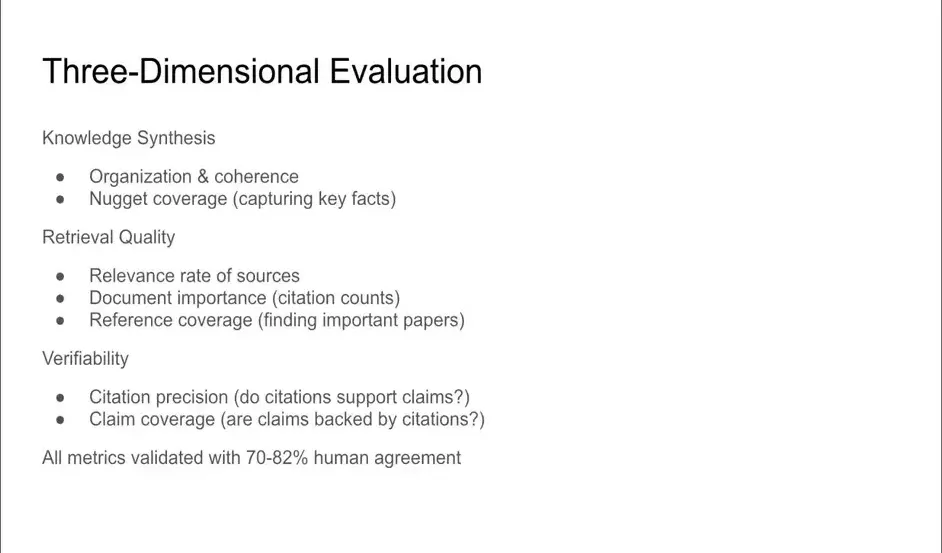 Three-Dimensional Evaluation
Knowledge Synthesis
● Organization & coherence
● Nugget coverage (capturing key facts)
Retrieval Quality
● Relevance rate of sources
● Document importance (citation counts)
● Reference coverage (finding important papers)
Verifiability
● Citation precision (do citations support claims?)
● Claim coverage (are claims backed by citations?)
All metrics validated with 70-82% human agreement